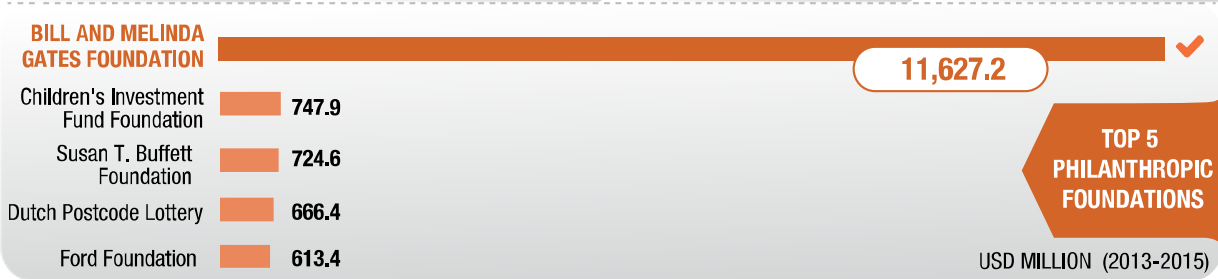 BILL AND MELINDA
GATES FOUNDATION
11,627.2
Children's Investment
Fund Foundation
747.9
Susan T. Buffett
Foundation
724.6
Dutch Postcode Lottery
666.4
Ford Foundation
613.4
TOP 5
PHILANTHROPIC
FOUNDATIONS
USD MILLION (2013-2015)